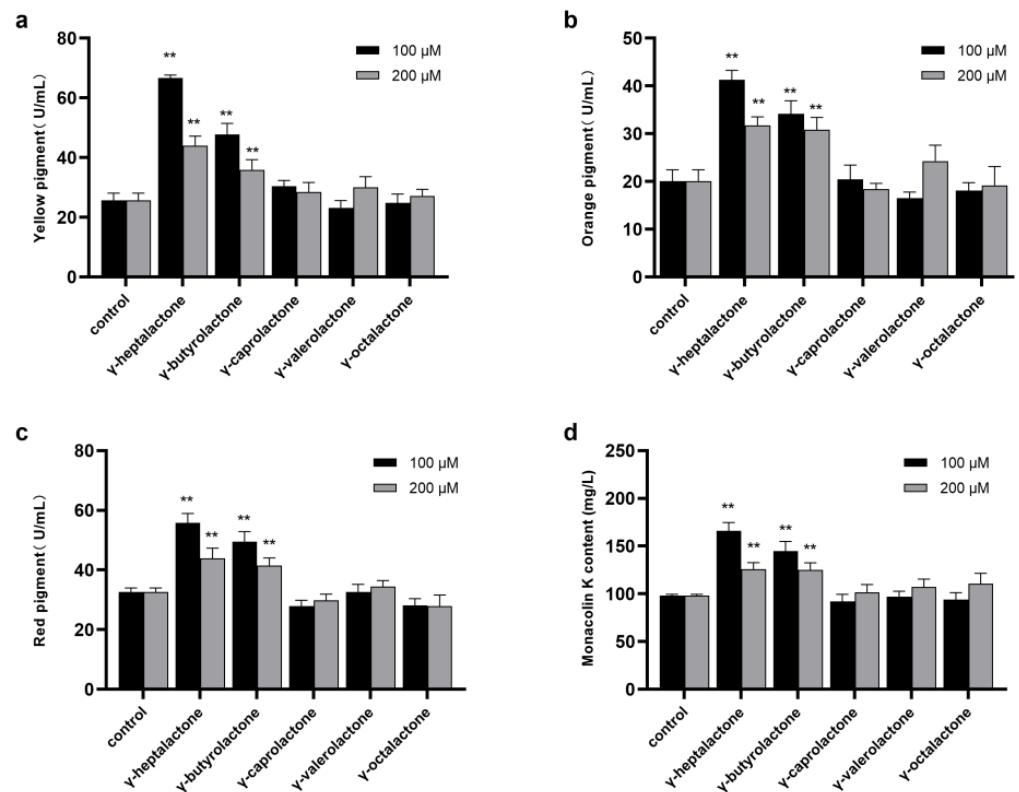 a
80
60
40
20
0
Yellow pigment( U/mL)
** ** ** **
100 μM
200 μM
control
γ-heptalactone
γ-butyrolactone
γ-caprolactone
γ-valerolactone
γ-octalactone
b
50
40
30
20
10
0
Orange pigment( U/mL)
** ** ** **
100 μM
200 μM
control
γ-heptalactone
γ-butyrolactone
γ-caprolactone
γ-valerolactone
γ-octalactone
c
80
60
40
20
0
Red pigment( U/mL)
** ** ** **
100 μM
200 μM
control
γ-heptalactone
γ-butyrolactone
γ-caprolactone
γ-valerolactone
γ-octalactone
d
250
200
150
100
50
0
Monacolin K content (mg/L)
** ** ** **
100 μM
200 μM
control
γ-heptalactone
γ-butyrolactone
γ-caprolactone
γ-valerolactone
γ-octalactone